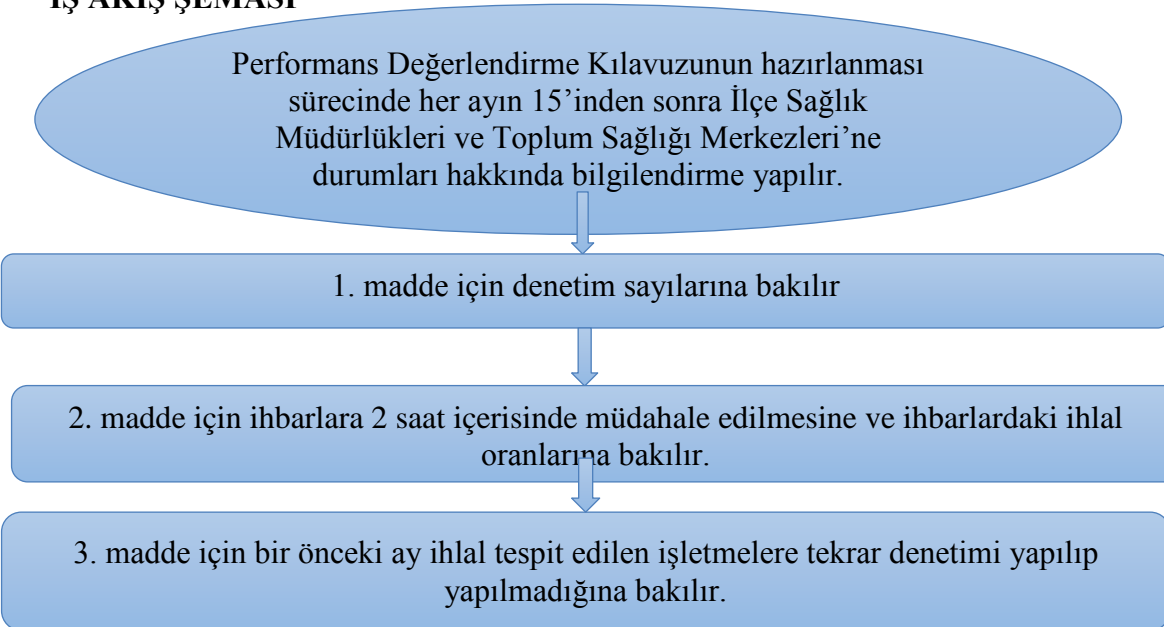 İŞ AKIŞ ŞEMASI
Performans Değerlendirme Kılavuzunun hazırlanması
sürecinde her ayın 15’inden sonra İlçe Sağlık
Müdürlükleri ve Toplum Sağlığı Merkezleri’ne
durumları hakkında bilgilendirme yapılır.
1. madde için denetim sayılarına bakılır
2. madde için ihbarlara 2 saat içerisinde müdahale edilmesine ve ihbarlardaki ihlal
oranlarına bakılır.
3. madde için bir önceki ay ihlal tespit edilen işletmelere tekrar denetimi yapılıp
yapılmadığına bakılır.